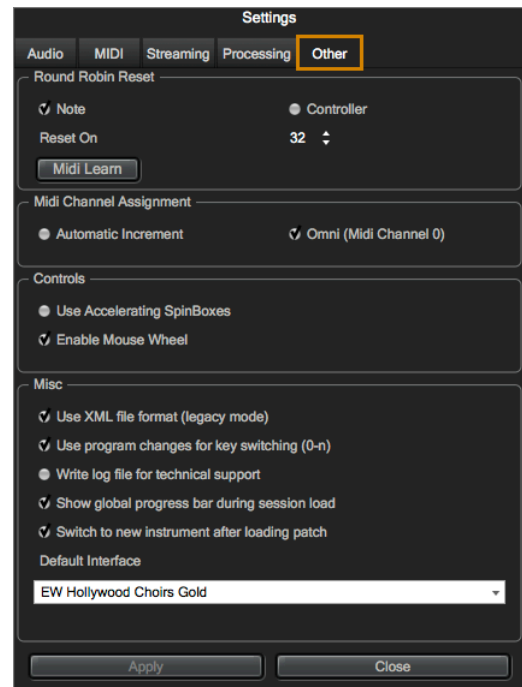 Settings
Audio MIDI Streaming Processing Other
Round Robin Reset
Note Controller
Reset On 32
Midi Learn
Midi Channel Assignment
Automatic Increment Omni (Midi Channel 0)
Controls
Use Accelerating SpinBoxes
Enable Mouse Wheel
Misc
Use XML file format (legacy mode)
Use program changes for key switching (0-n)
Write log file for technical support
Show global progress bar during session load
Switch to new instrument after loading patch
Default Interface
EW Hollywood Choirs Gold
Apply Close